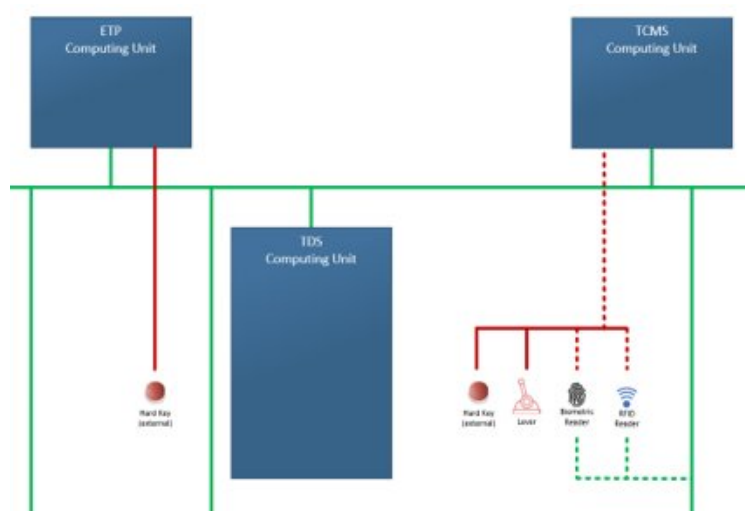 ETP
Computing Unit
TCMS
Computing Unit
TDS
Computing Unit
Hard Key
(external)
Hard Key
(external)
Lever
Biometric
Reader
RFID
Reader